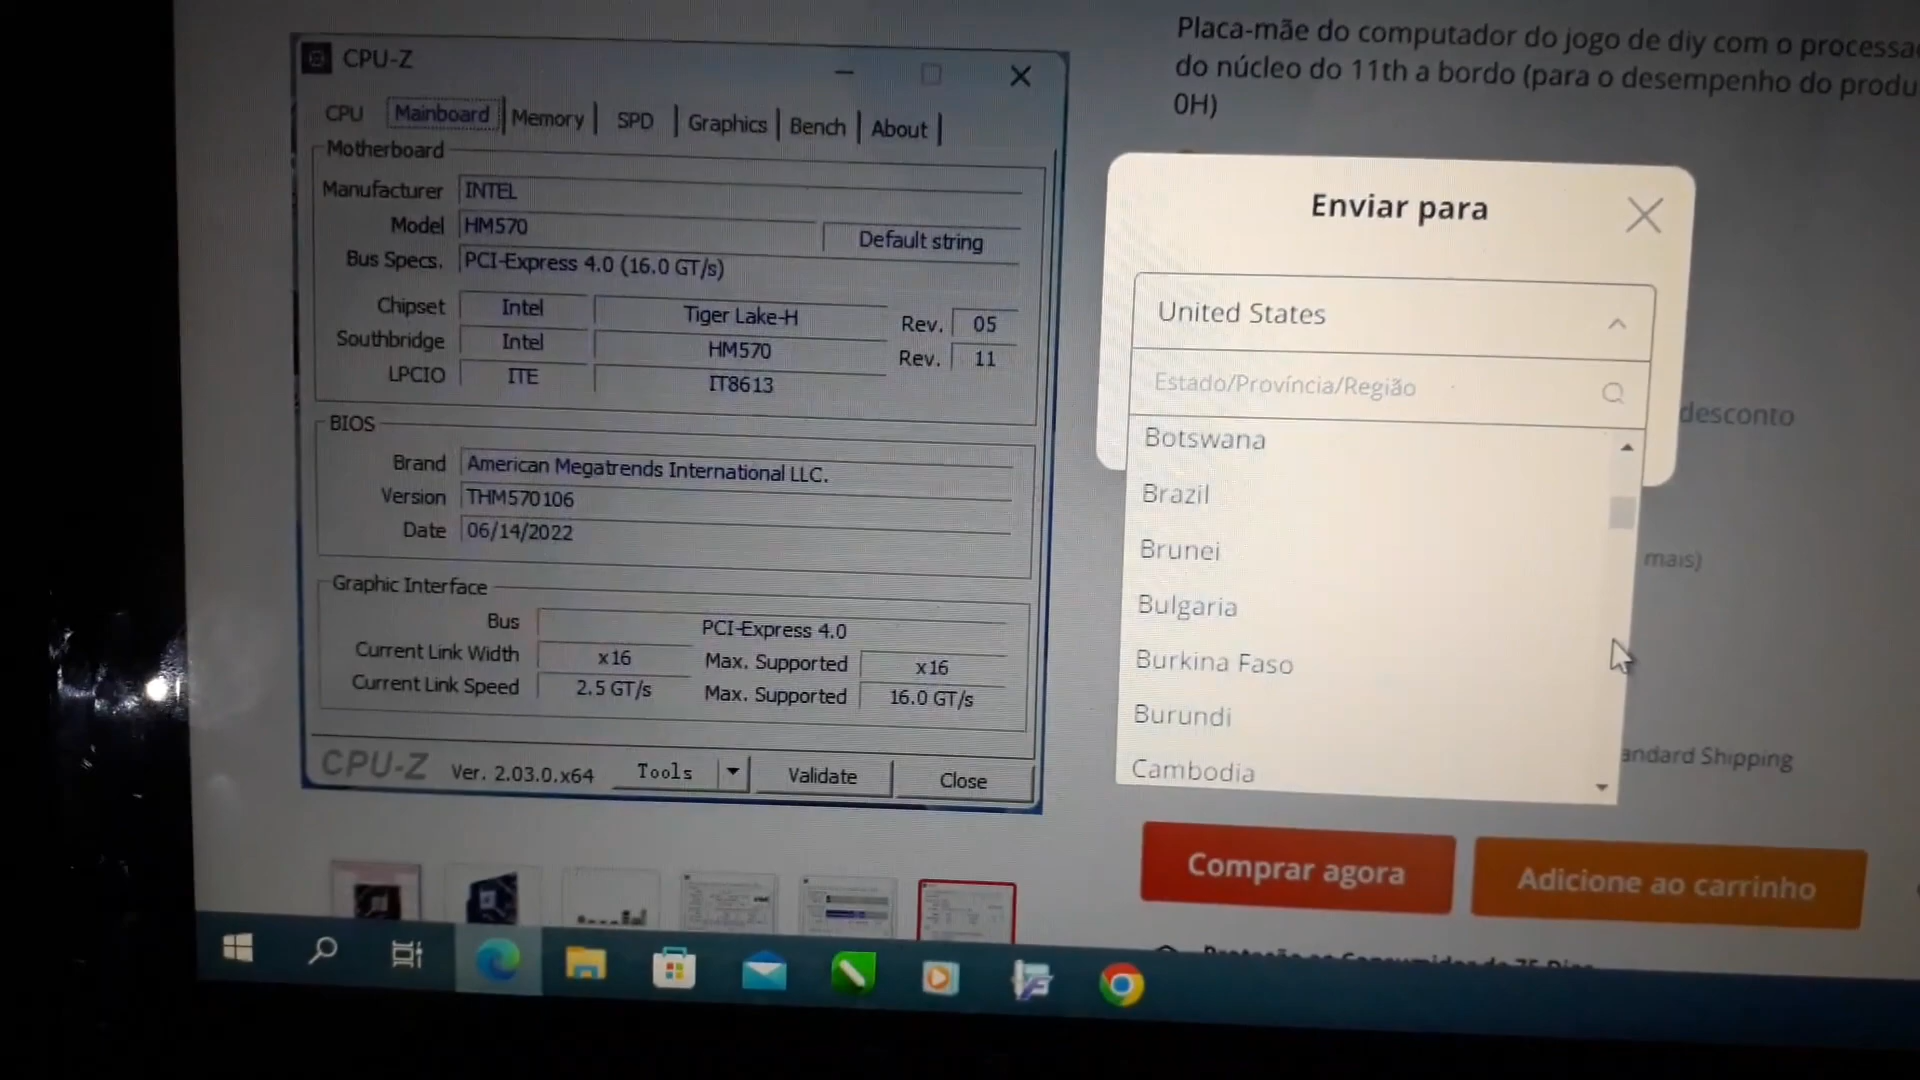 CPU-Z
CPU Mainboard Memory SPD Graphics Bench About
Motherboard
Manufacturer INTEL
Model HM570 Default string
Bus Specs. PCI-Express 4.0 (16.0 GT/s)
Chipset Intel Tiger Lake-H Rev. 05
Southbridge Intel HM570 Rev. 11
LPCIO ITE IT8613
BIOS
Brand American Megatrends International LLC.
Version THM570106
Date 06/14/2022
Graphic Interface
Bus PCI-Express 4.0
Current Link Width x16 Max. Supported x16
Current Link Speed 2.5 GT/s Max. Supported 16.0 GT/s
CPU-Z Ver. 2.03.0.x64 Tools Validate Close
Placa-mãe do computador do jogo de diy com o
do núcleo do 11th a bordo (para o desempenho do
0H)
Enviar para
United States
Estado/Província/Região
Botswana
Brazil
Brunei
Bulgaria
Burkina Faso
Burundi
Cambodia
desconto
mais)
Shipping
Comprar agora
Adicione ao carrinho